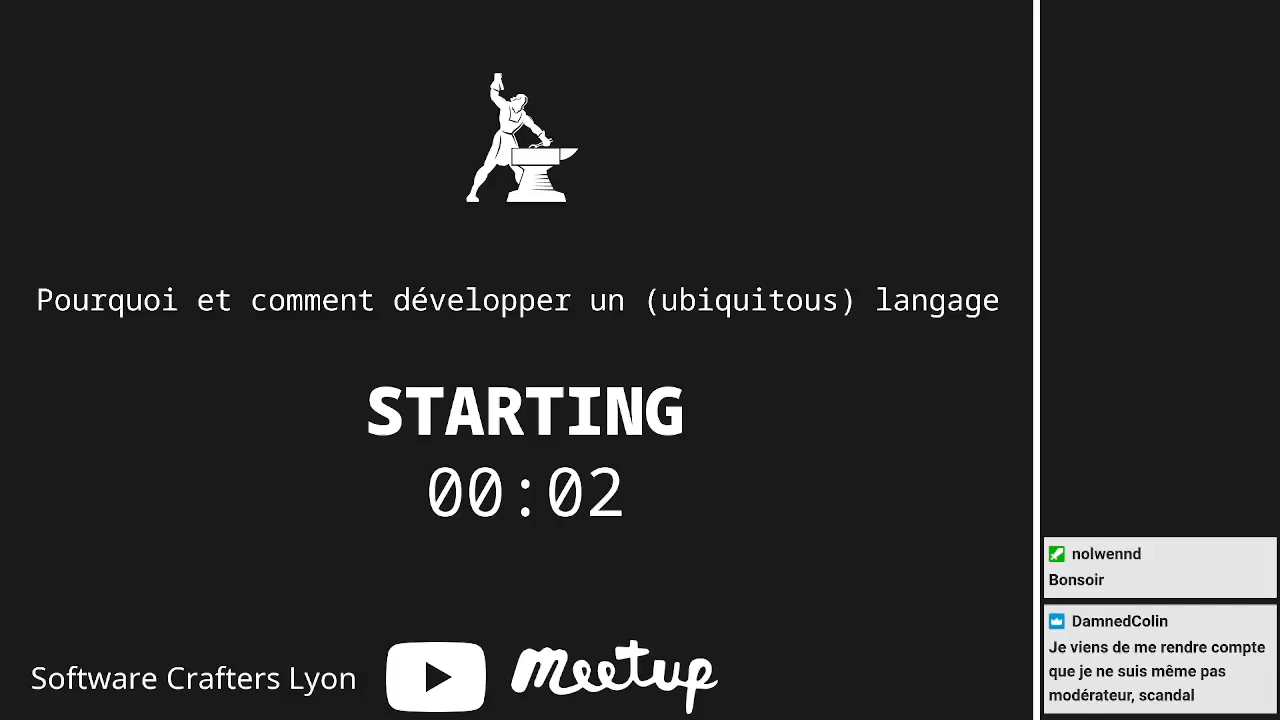 Pourquoi et comment développer un (ubiquitous) langage
STARTING
00:02
Software Crafters Lyon
meetup
nolwennd
Bonsoir
DamnedColin
Je viens de me rendre compte
que je ne suis même pas
modérateur, scandal